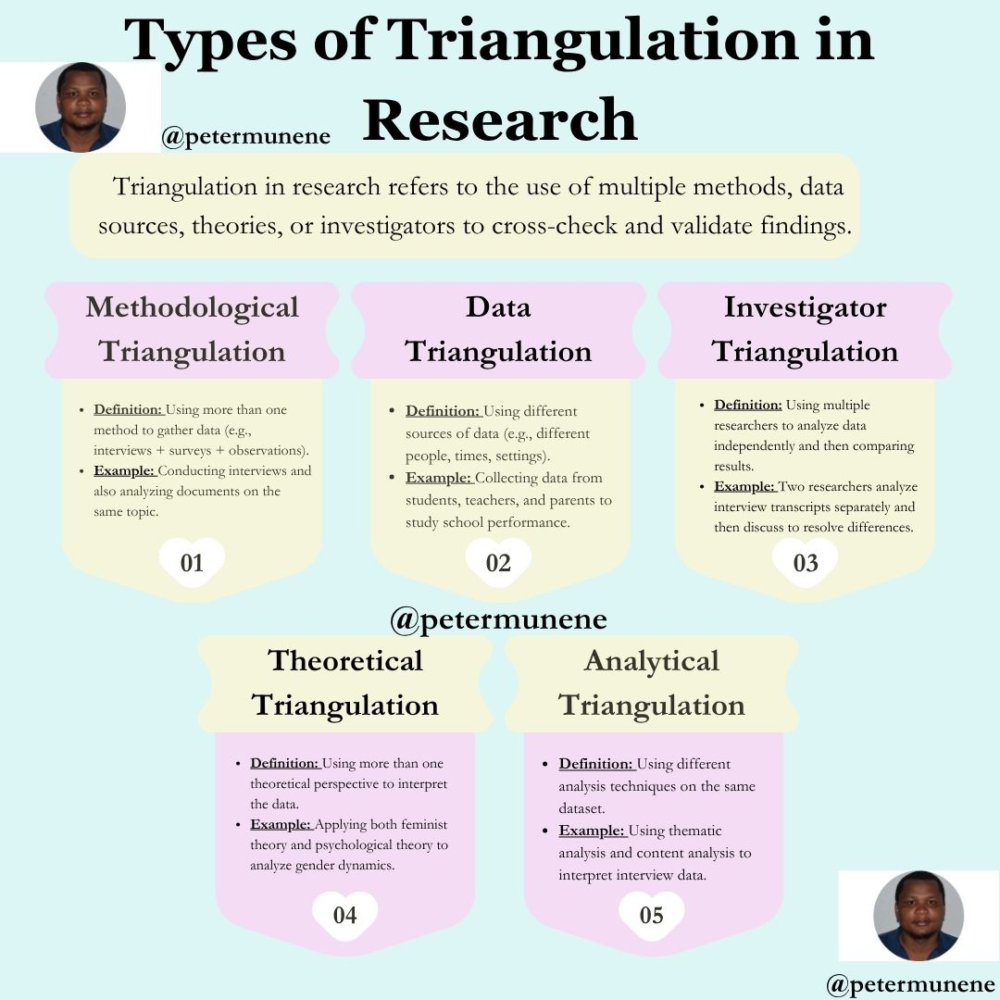 Types of Triangulation in
Research
@petermunene
Triangulation in research refers to the use of multiple methods, data
sources, theories, or investigators to cross-check and validate findings.
Methodological
Triangulation
• Definition: Using more than one
method to gather data (e.g.,
interviews + surveys + observations).
• Example: Conducting interviews and
also analyzing documents on the
same topic.
01
Data
Triangulation
• Definition: Using different
sources of data (e.g., different
people, times, settings).
• Example: Collecting data from
students, teachers, and parents to
study school performance.
02
Investigator
Triangulation
• Definition: Using multiple
researchers to analyze data
independently and then comparing
results.
• Example: Two researchers analyze
interview transcripts separately and
then discuss to resolve differences.
03
@petermunene
Theoretical
Triangulation
• Definition: Using more than one
theoretical perspective to interpret
the data.
• Example: Applying both feminist
theory and psychological theory to
analyze gender dynamics.
04
Analytical
Triangulation
• Definition: Using different
analysis techniques on the same
dataset.
• Example: Using thematic
analysis and content analysis to
interpret interview data.
05
@petermunene